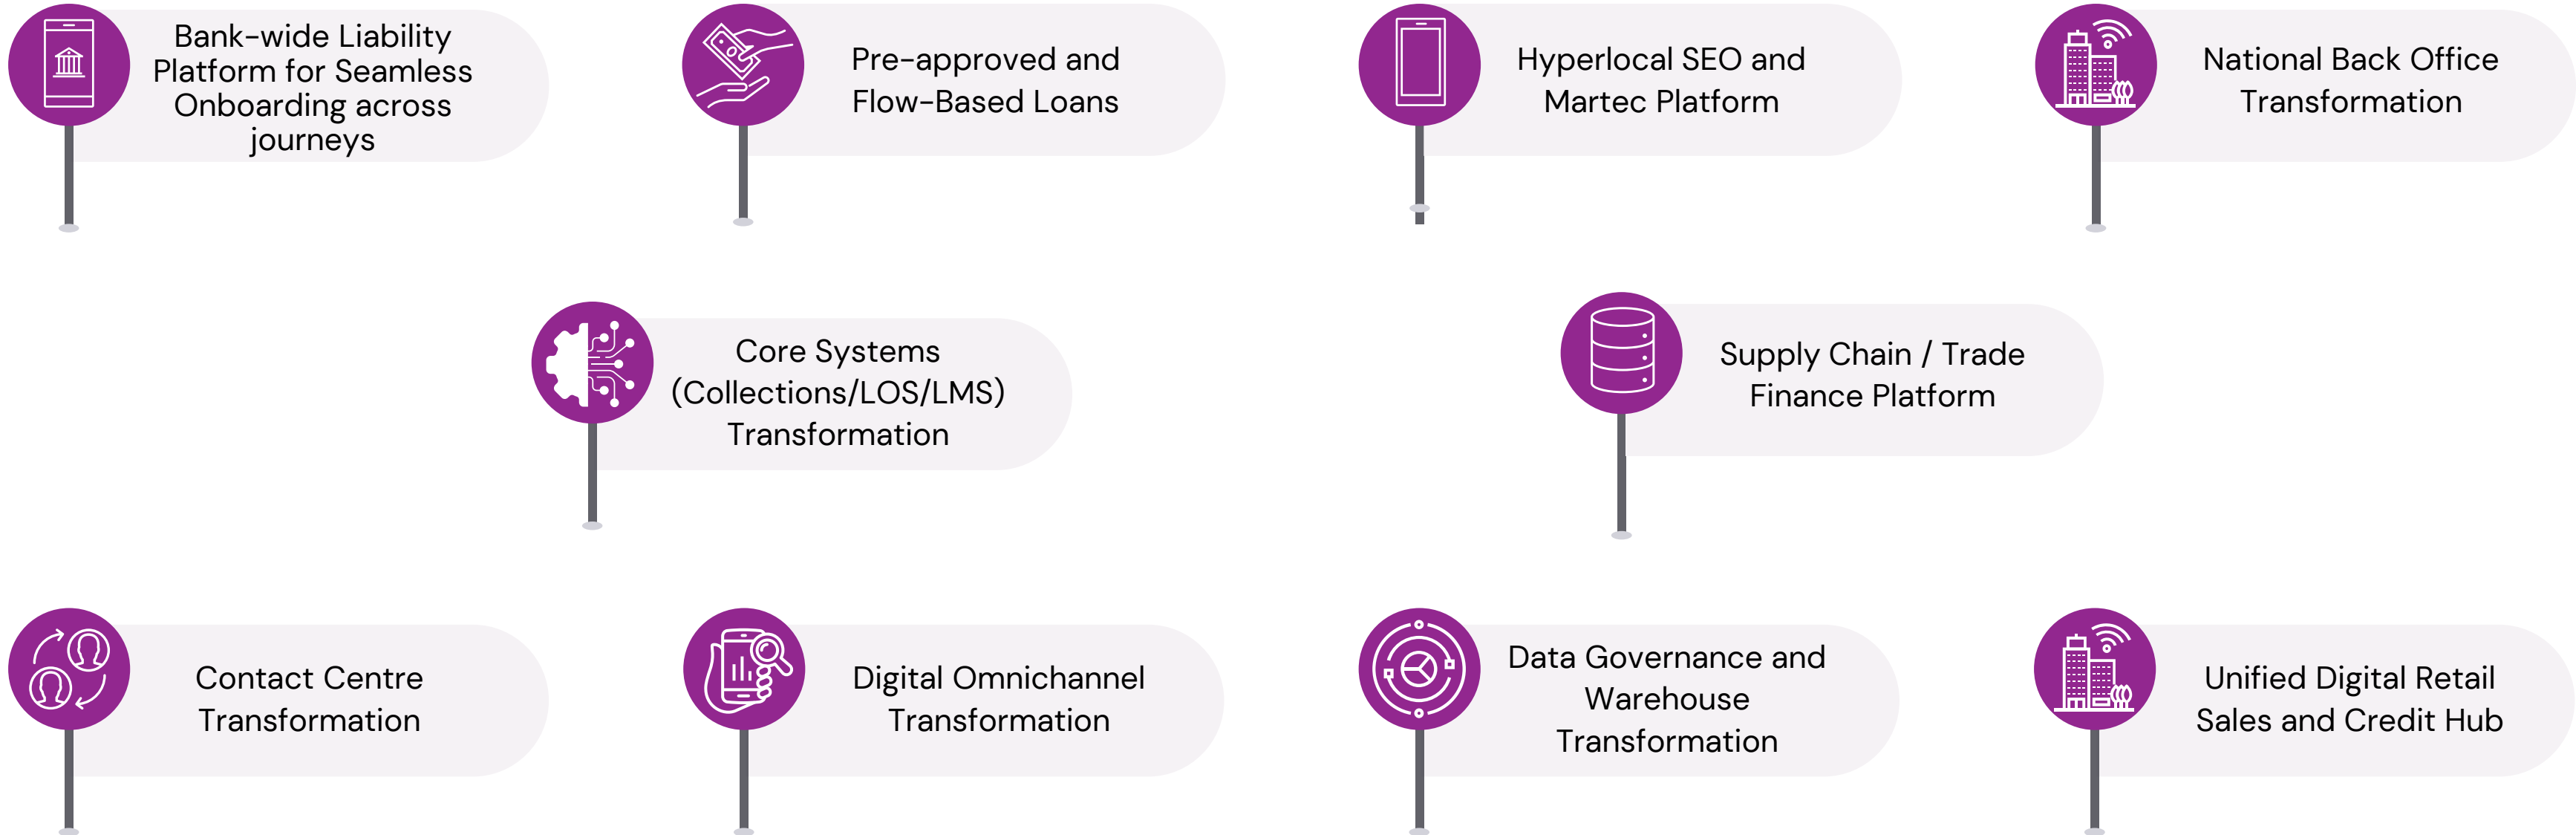 Bank-wide Liability
Platform for Seamless
Onboarding across
journeys
Pre-approved and
Flow-Based Loans
Hyperlocal SEO and
Martec Platform
National Back Office
Transformation
Core Systems
(Collections/LOS/LMS)
Transformation
Supply Chain / Trade
Finance Platform
Contact Centre
Transformation
Digital Omnichannel
Transformation
Data Governance and
Warehouse
Transformation
Unified Digital Retail
Sales and Credit Hub